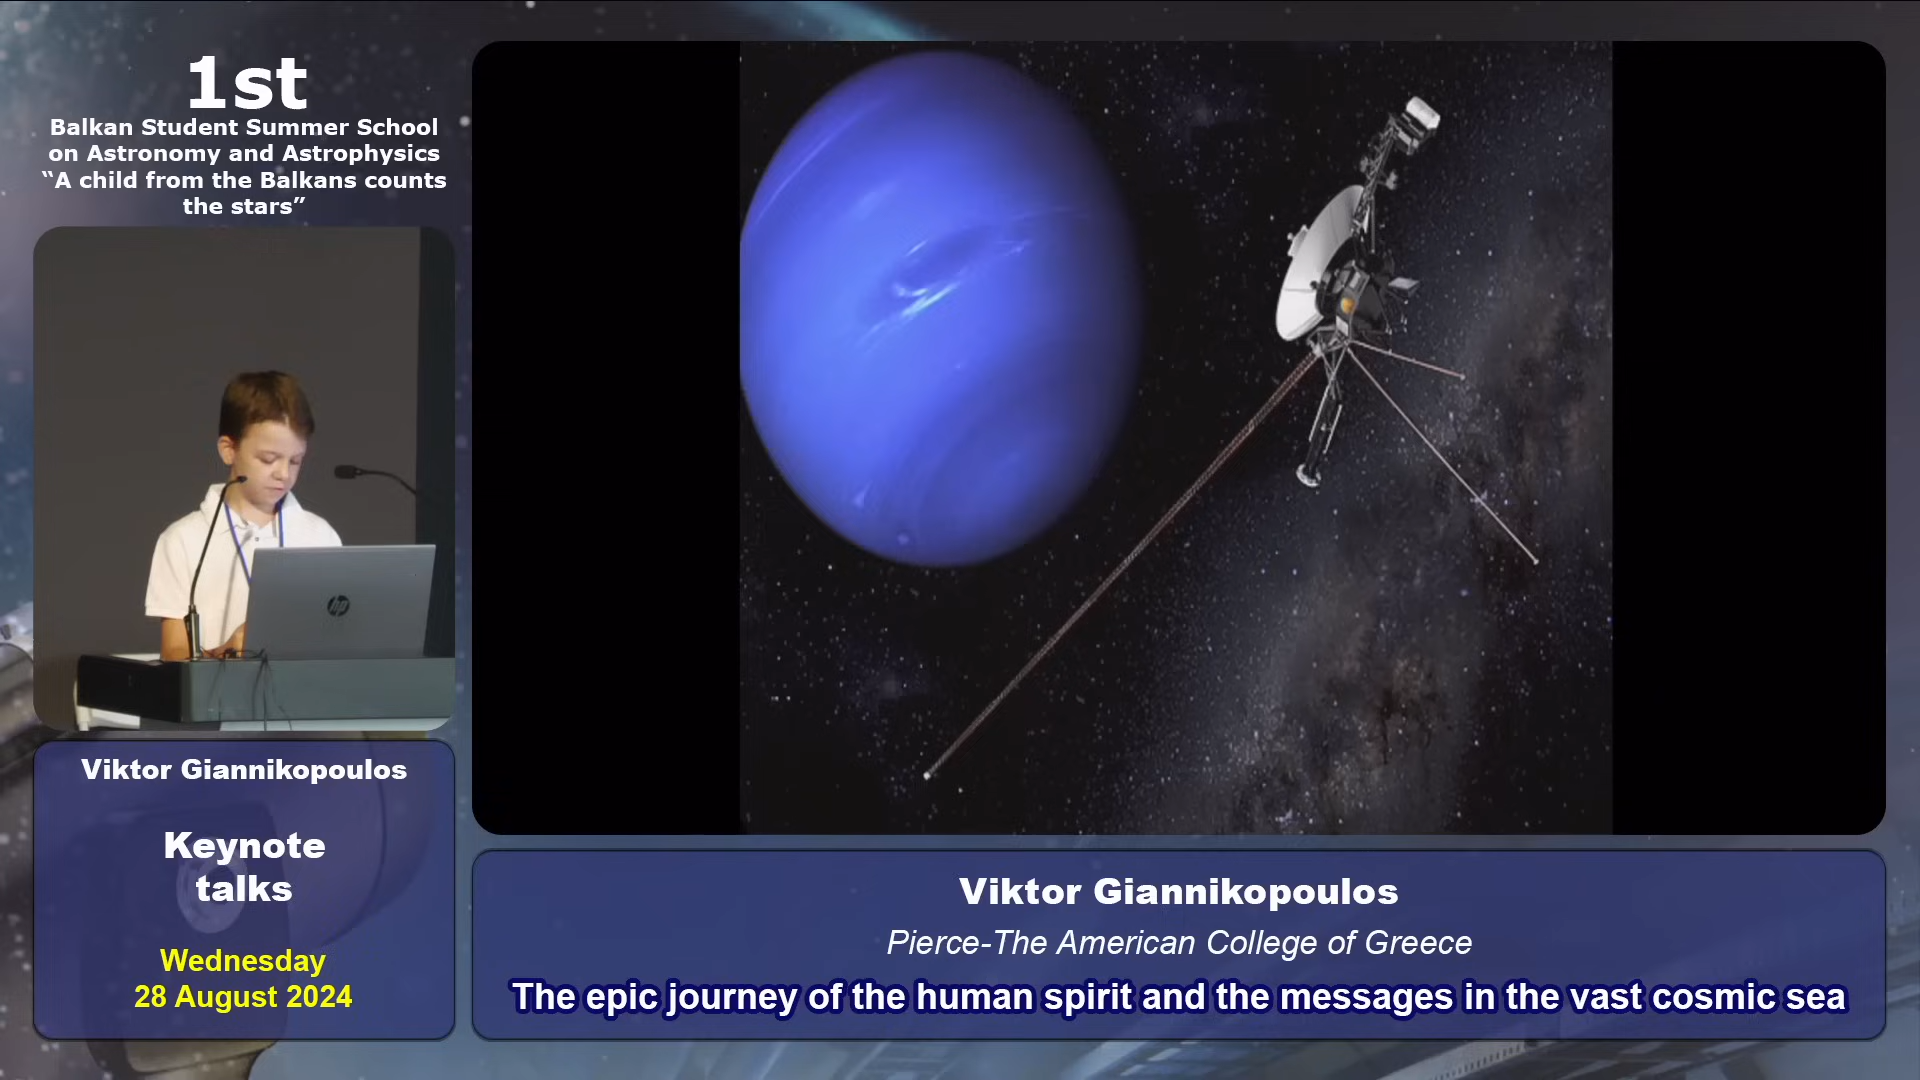 1st
Balkan Student Summer School
on Astronomy and Astrophysics
“A child from the Balkans counts
the stars”
hp
Viktor Giannikopoulos
Keynote
talks
Wednesday
28 August 2024
Viktor Giannikopoulos
Pierce-The American College of Greece
The epic journey of the human spirit and the messages in the vast cosmic sea